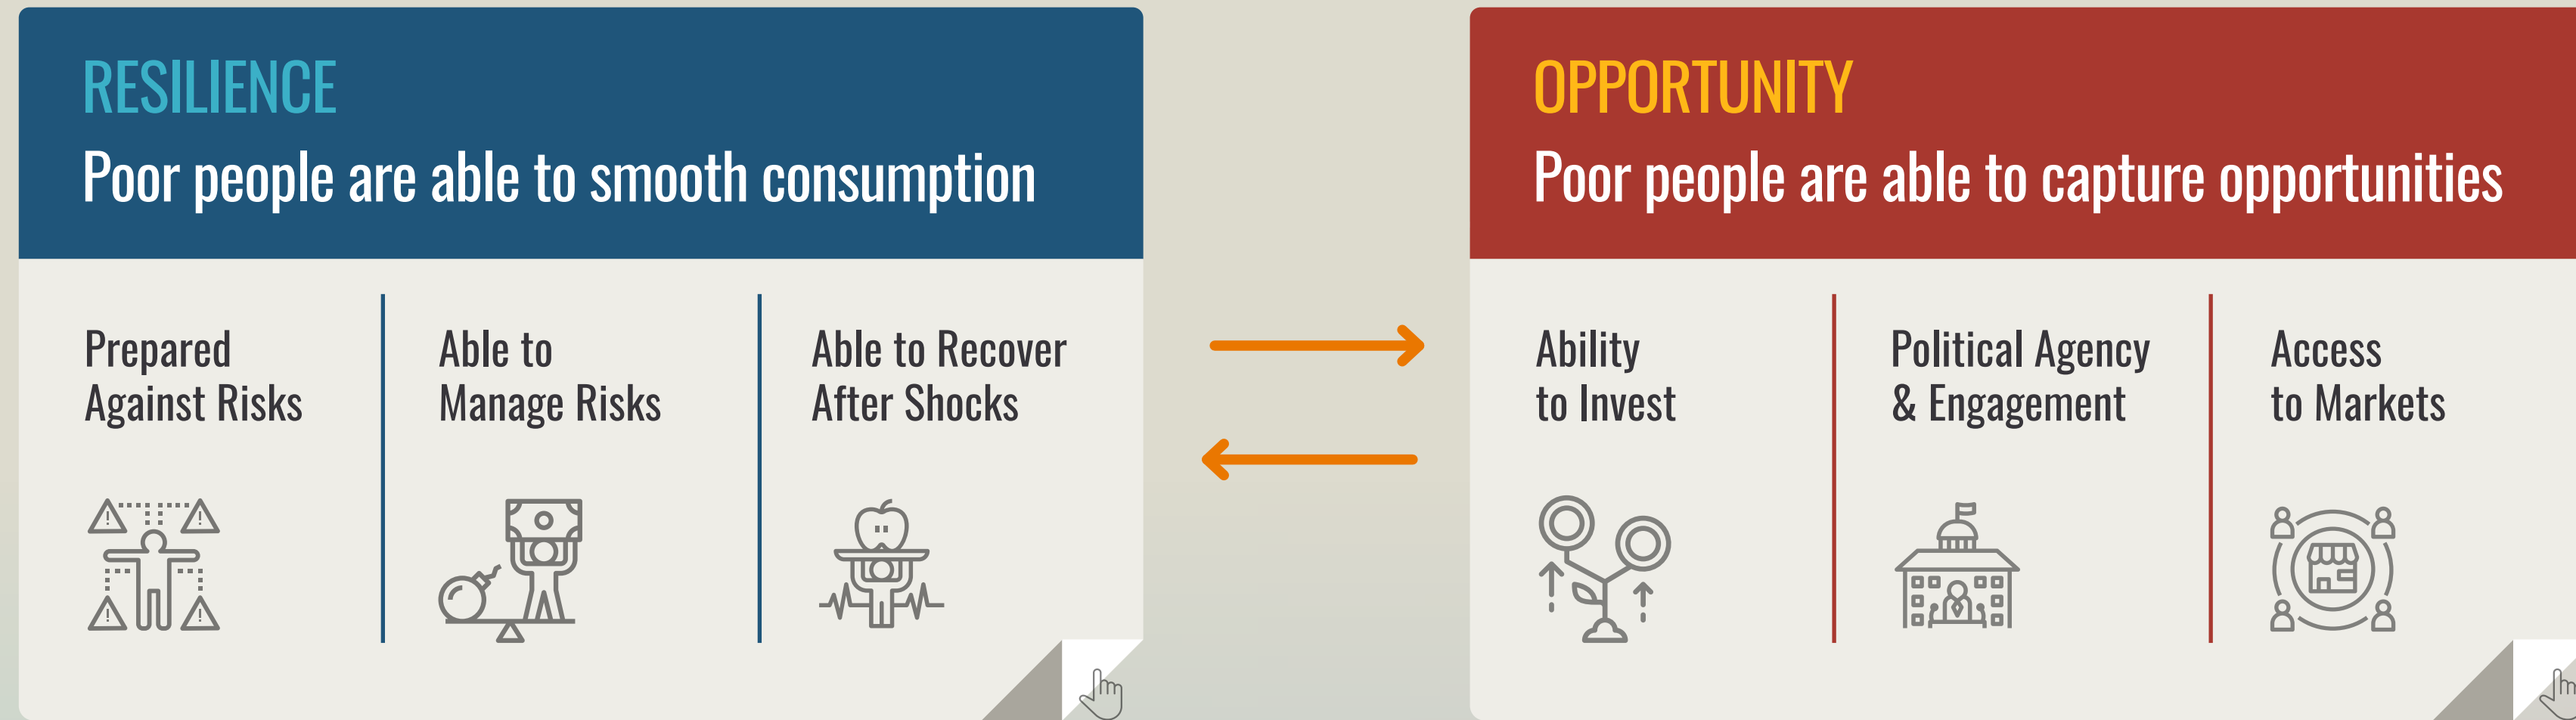 RESILIENCE
Poor people are able to smooth consumption
Prepared
Against Risks
Able to
Manage Risks
Able to Recover
After Shocks
OPPORTUNITY
Poor people are able to capture opportunities
Ability
to Invest
Political Agency
& Engagement
Access
to Markets